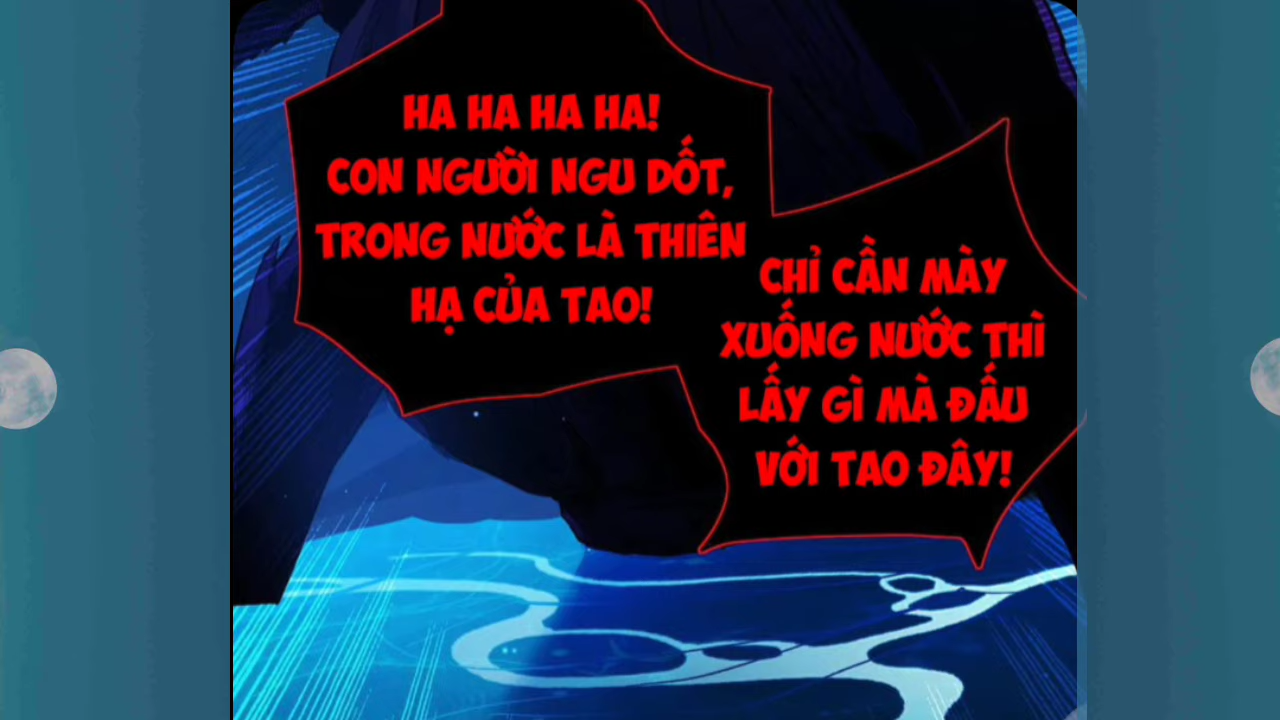 HA HA HA HA!
CON NGƯỜI NGU DỐT,
TRONG NƯỚC LÀ THIÊN
HẠ CỦA TAO!
CHỈ CẦN MÀY
XUỐNG NƯỚC THÌ
LẤY GÌ MÀ ĐẤU
VỚI TAO ĐÂY!